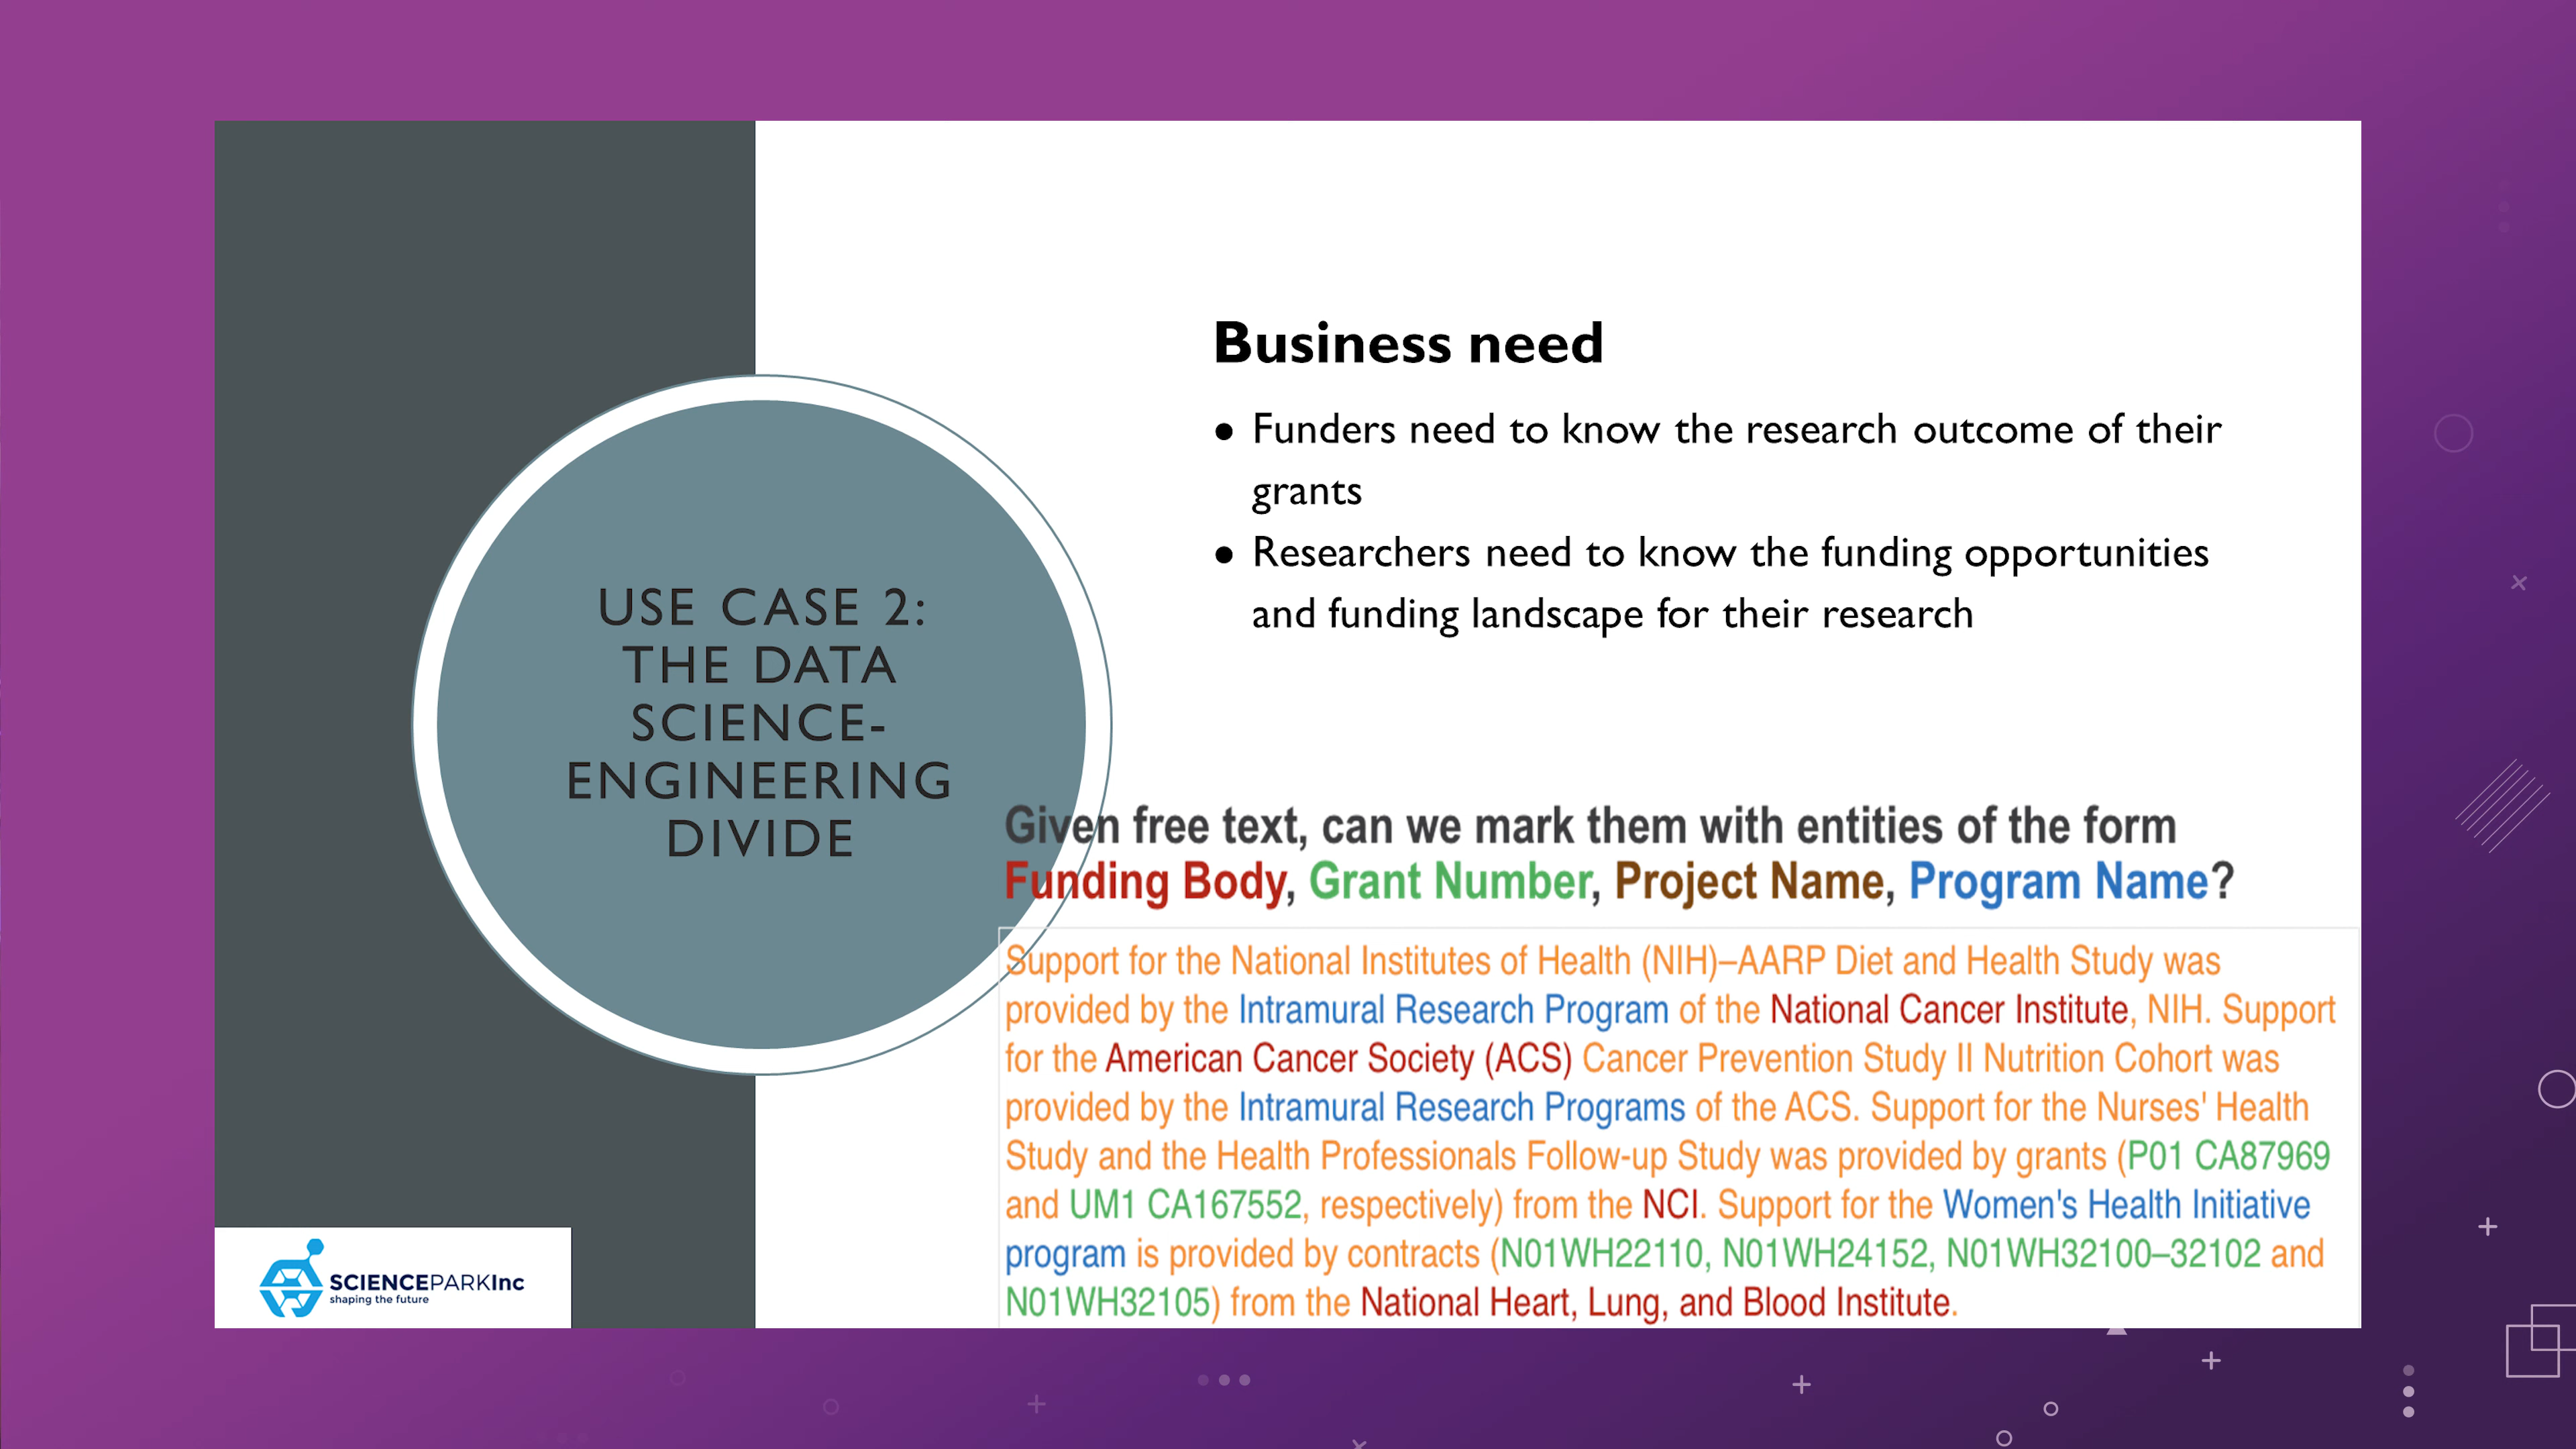 USE CASE 2:
THE DATA
SCIENCE-
ENGINEERING
DIVIDE
Business need
● Funders need to know the research outcome of their
grants
● Researchers need to know the funding opportunities
and funding landscape for their research
Given free text, can we mark them with entities of the form
Funding Body, Grant Number, Project Name, Program Name?
Support for the National Institutes of Health (NIH)–AARP Diet and Health Study was
provided by the Intramural Research Program of the National Cancer Institute, NIH. Support
for the American Cancer Society (ACS) Cancer Prevention Study II Nutrition Cohort was
provided by the Intramural Research Programs of the ACS. Support for the Nurses' Health
Study and the Health Professionals Follow-up Study was provided by grants (P01 CA87969
and UM1 CA167552, respectively) from the NCI. Support for the Women's Health Initiative
program is provided by contracts (N01WH22110, N01WH24152, N01WH32100–32102 and
N01WH32105) from the National Heart, Lung, and Blood Institute.
SCIENCEPARKInc
shaping the future